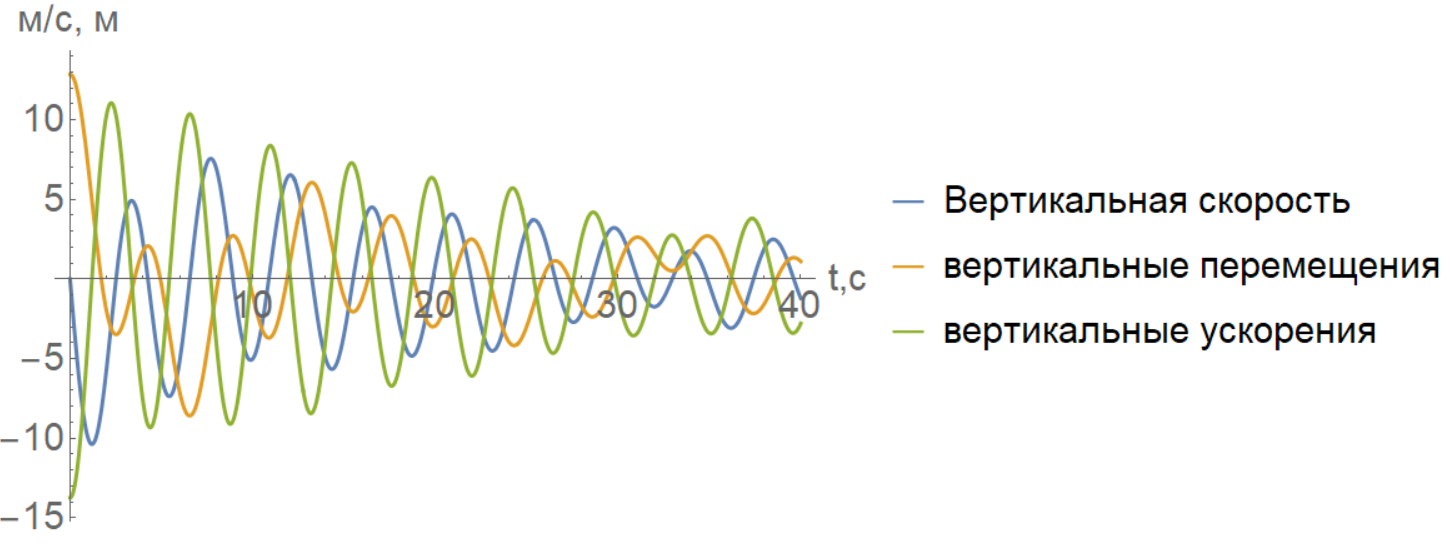 м/с, м
10
5
−5
−10
−15
10
20
30
40
t,с
Вертикальная скорость
вертикальные перемещения
вертикальные ускорения